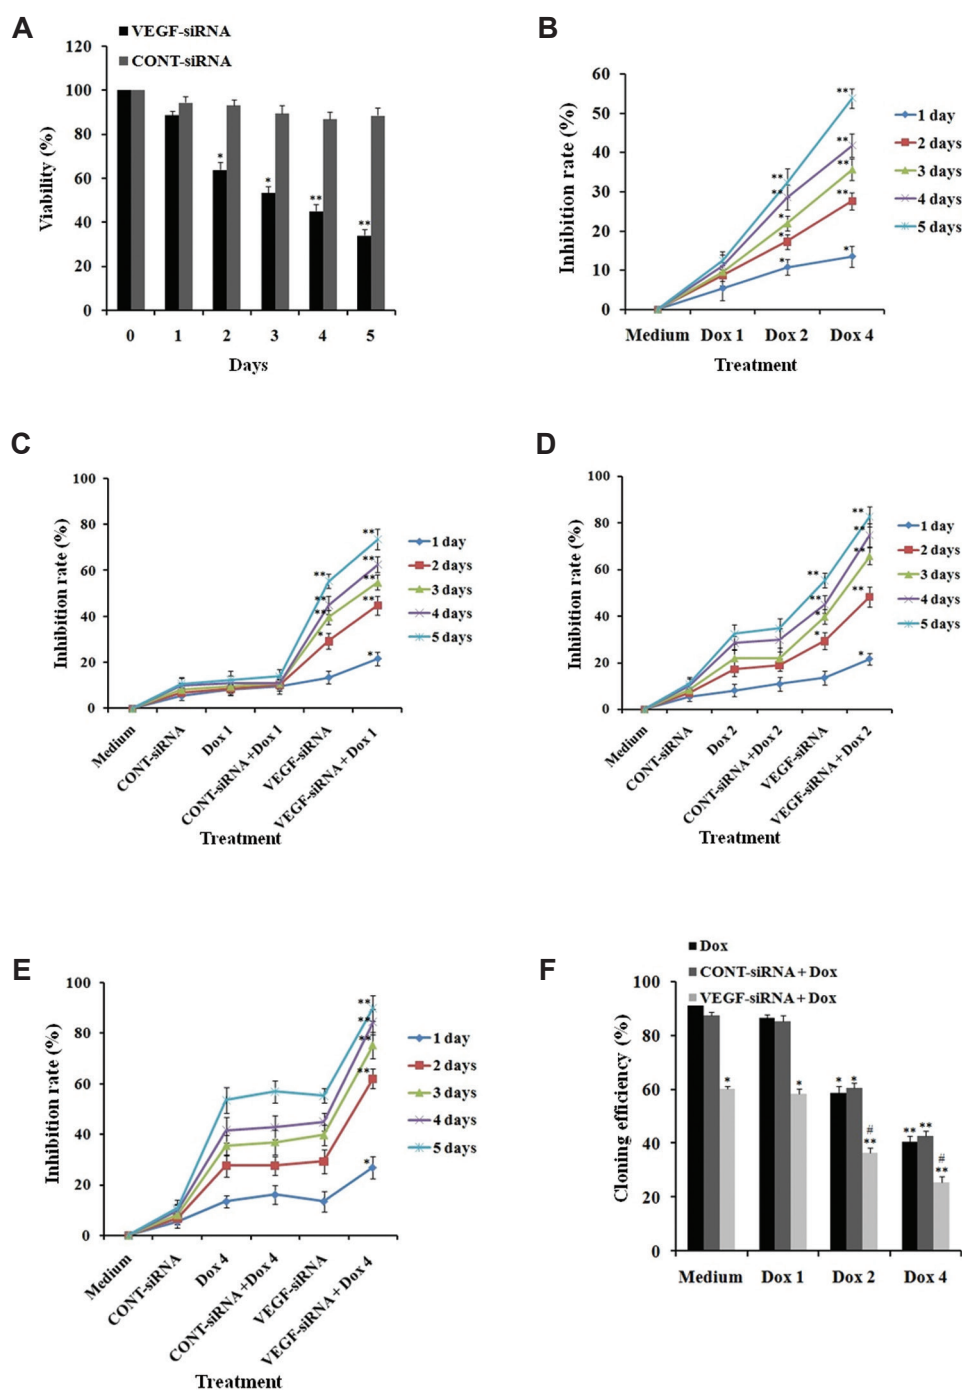 A
VEGF-siRNA
CONT-siRNA
120
100
80
60
40
20
0
Viability (%)
*
*
**
**
0 1 2 3 4 5
Days
B
60
50
40
30
20
10
0
Inhibition rate (%)
**
**
**
**
**
**
*
*
*
*
Medium Dox 1 Dox 2 Dox 4
Treatment
1 day
2 days
3 days
4 days
5 days
C
100
80
60
40
20
0
Inhibition rate (%)
**
**
**
*
**
**
**
**
*
Medium
CONT-siRNA
Dox 1
CONT-siRNA+Dox 1
VEGF-siRNA
VEGF-siRNA+Dox 1
Treatment
1 day
2 days
3 days
4 days
5 days
D
100
80
60
40
20
0
Inhibition rate (%)
**
**
*
*
**
**
**
**
*
Medium
CONT-siRNA
Dox 2
CONT-siRNA+Dox 2
VEGF-siRNA
VEGF-siRNA+Dox 2
Treatment
1 day
2 days
3 days
4 days
5 days
E
100
80
60
40
20
0
Inhibition rate (%)
**
**
**
**
*
Medium
CONT-siRNA
Dox 4
CONT-siRNA+Dox 4
VEGF-siRNA
VEGF-siRNA+Dox 4
Treatment
1 day
2 days
3 days
4 days
5 days
F
Dox
CONT-siRNA + Dox
VEGF-siRNA + Dox
100
80
60
40
20
0
Cloning efficiency (%)
*
*
* *
#
**
** **
#
**
Medium Dox 1 Dox 2 Dox 4